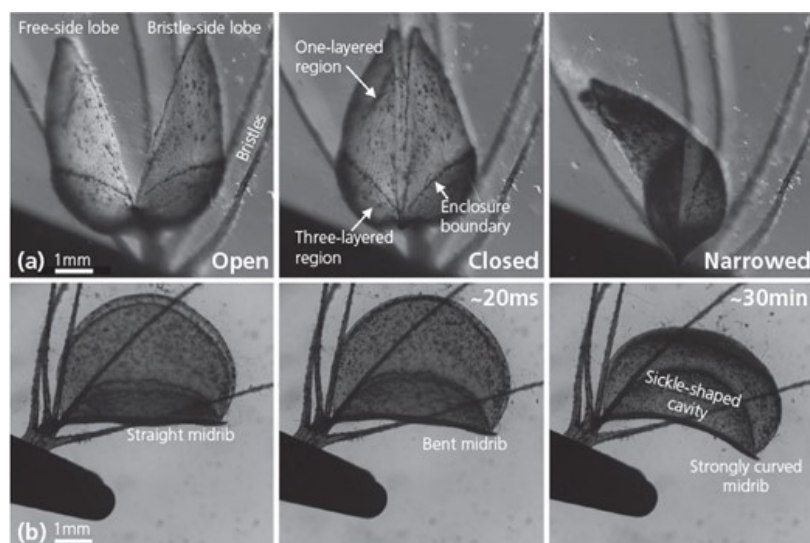 Free-side lobe
Bristle-side lobe
Bristles
(a)
1mm
Open
One-layered
region
Three-layered
region
Enclosure
boundary
Closed
Narrowed
(b)
1mm
Straight midrib
~20ms
Bent midrib
~30min
Sickle-shaped
cavity
Strongly curved
midrib